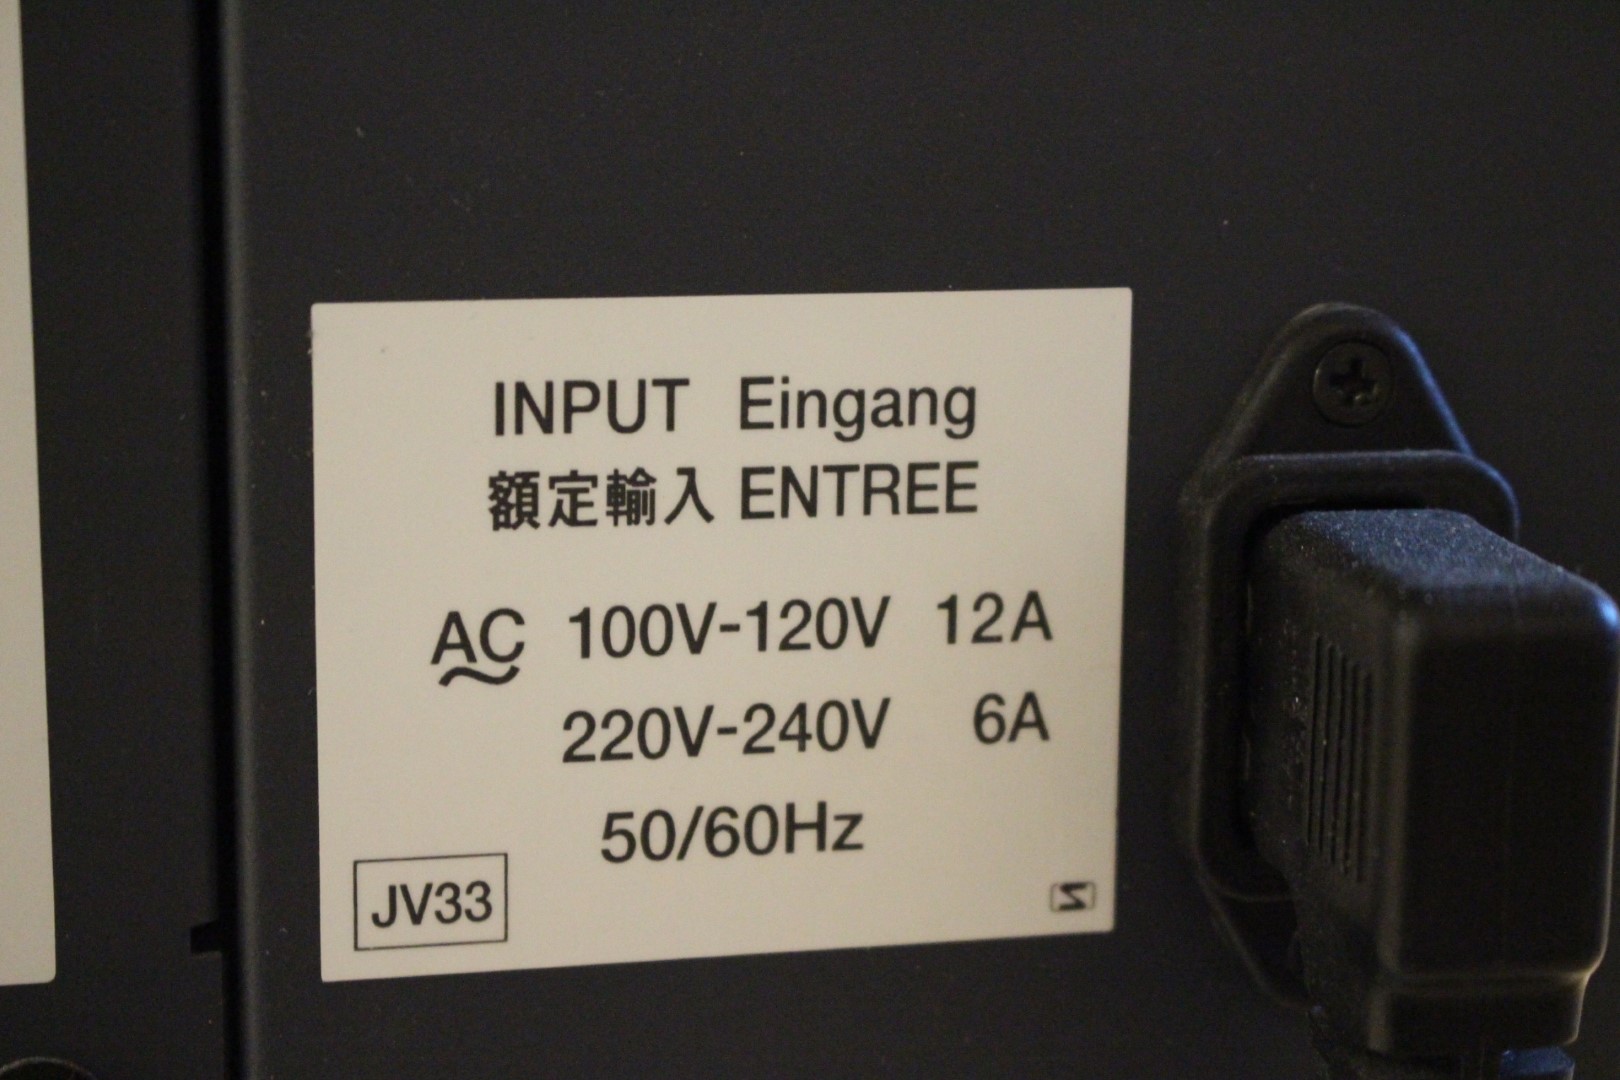 INPUT Eingang
額定輸入 ENTREE
AC 100V-120V 12A
220V-240V 6A
50/60Hz
JV33